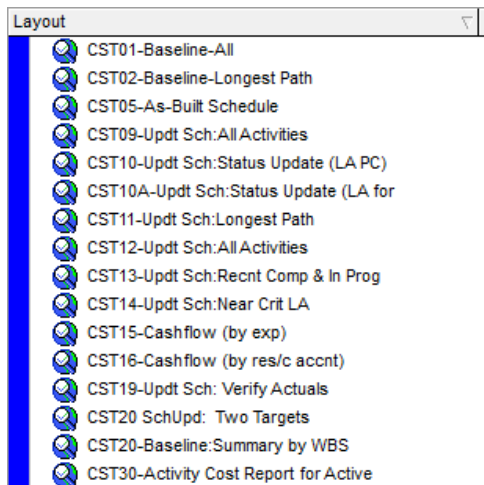 Layout
CST01-Baseline-All
CST02-Baseline-Longest Path
CST05-As-Built Schedule
CST09-Updt Sch:All Activities
CST10-Updt Sch:Status Update (LA PC)
CST10A-Updt Sch:Status Update (LA for
CST11-Updt Sch:Longest Path
CST12-Updt Sch:All Activities
CST13-Updt Sch:Recnt Comp & In Prog
CST14-Updt Sch:Near Crit LA
CST15-Cashflow (by exp)
CST16-Cashflow (by res/c accnt)
CST19-Updt Sch: Verify Actuals
CST20 SchUpd:  Two Targets
CST20-Baseline:Summary by WBS
CST30-Activity Cost Report for Active